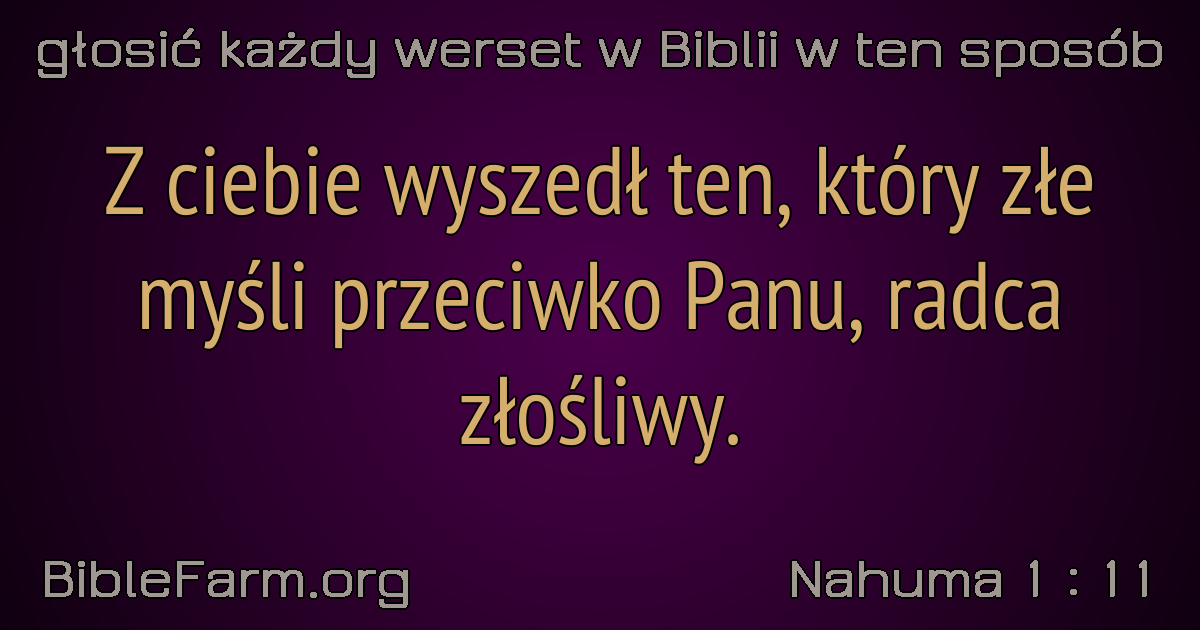 głosić każdy werset w Biblii w ten sposób
Z ciebie wyszedł ten, który złe
myśli przeciwko Panu, radca
złośliwy.
BibleFarm.org
Nahuma 1 : 11